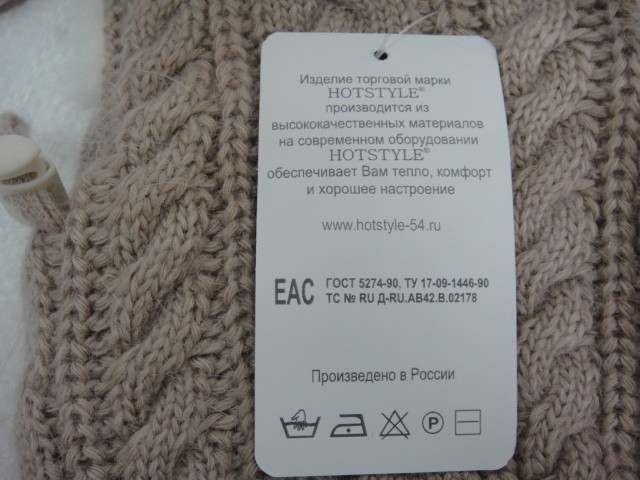 Изделие торговой марки
HOTSTYLE®
производится из
высококачественных материалов
на современном оборудовании
HOTSTYLE®
обеспечивает Вам тепло, комфорт
и хорошее настроение
www.hotstyle-54.ru
ЕАС ГОСТ 5274-90, ТУ 17-09-1446-90
ТС № RU Д-RU.АВ42.В.02178
Произведено в России
P